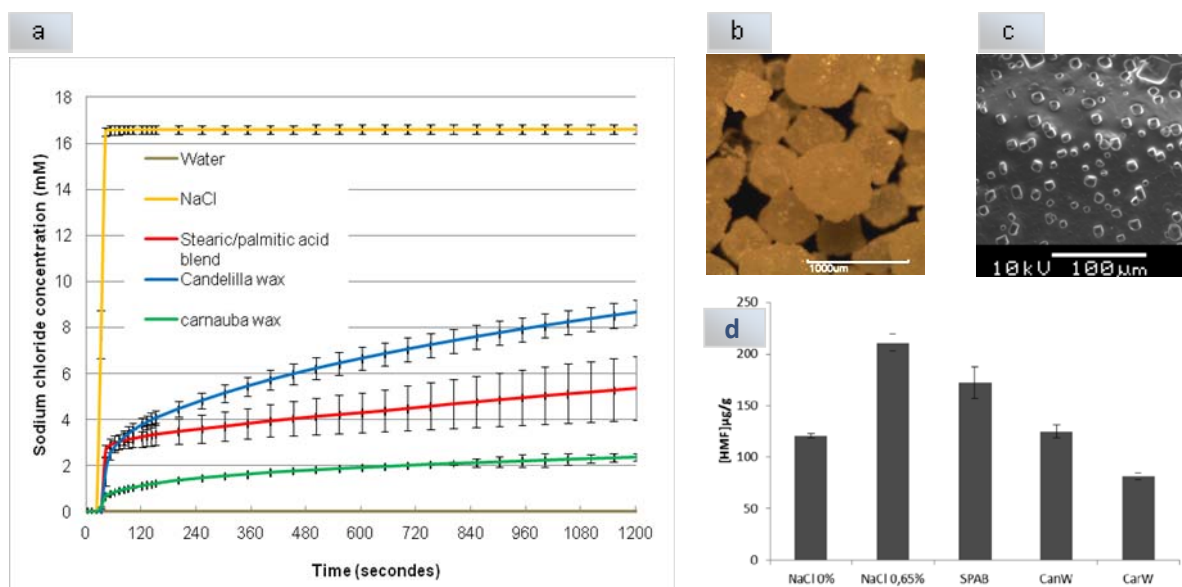 a
b
c
18
16
14
12
10
8
6
4
2
0
Sodium chloride concentration (mM)
Water
NaCl
Stearic/palmitic acid
blend
Candelilla wax
carnauba wax
0
120
240
360
480
600
720
840
960
1080
1200
Time (secondes)
1000um
10kV 100µm
d
250
200
150
100
50
0
[HMF]µg/g
NaCl 0%
NaCl 0,65%
SPAB
CanW
CarW